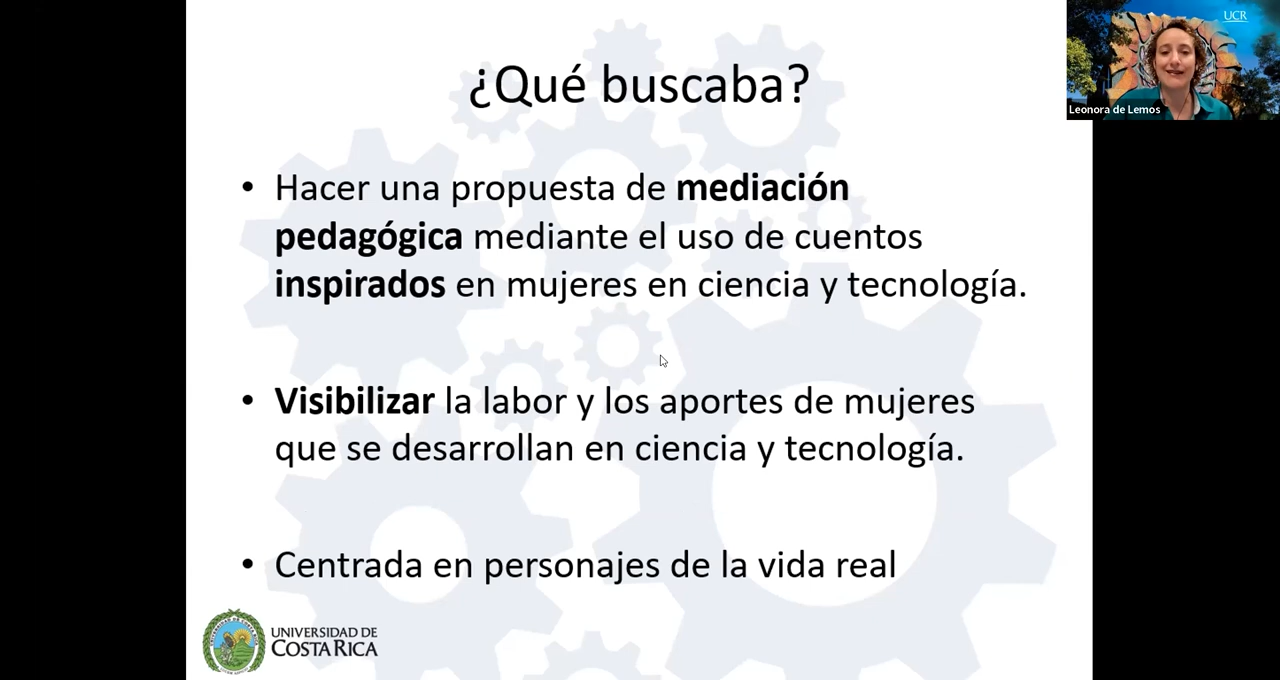 ¿Qué buscaba?
UCR
Leonora de Lemos
• Hacer una propuesta de mediación
pedagógica mediante el uso de cuentos
inspirados en mujeres en ciencia y tecnología.
• Visibilizar la labor y los aportes de mujeres
que se desarrollan en ciencia y tecnología.
• Centrada en personajes de la vida real
UNIVERSIDAD DE
COSTA RICA